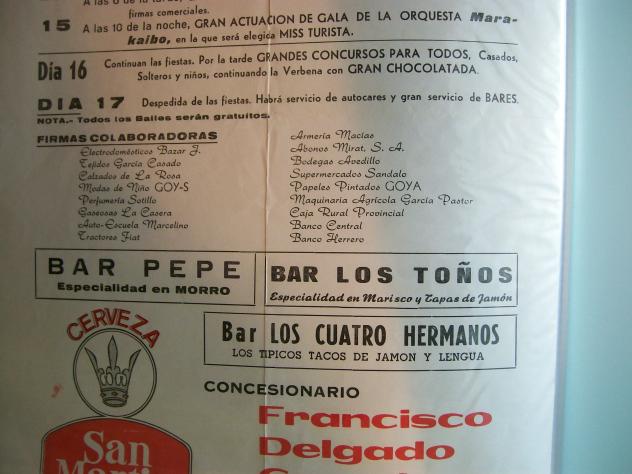 firmas comerciales.
15 A las 10 de la noche, GRAN ACTUACION DE GALA DE LA ORQUESTA Mara-
kaibo, en la que será elegica MISS TURISTA.
Día 16 Continuan las fiestas. Por la tarde GRANDES CONCURSOS PARA TODOS, Casados,
Solteros y niños, continuando la Verbena con GRAN CHOCOLATADA.
DIA 17 Despedida de las fiestas. Habrá servicio de autocares y gran servicio de BARES.
NOTA.- Todos los Bailes serán gratuitos.
FIRMAS COLABORADORAS
Electrodomésticos Bazar J.
Tejidos García Casado
Calzados de La Rosa
Modas de Niño GOY-S
Perfumería Sotillo
Gaseosas La Casera
Auto-Escuela Marcelino
Tractores Fiat
Armería Macías
Abonos Mirat, S. A.
Bodegas Avedillo
Supermercados Sandalo
Papeles Pintados GOYA
Maquinaria Agrícola García Pastor
Caja Rural Provincial
Banco Central
Banco Herrero
BAR PEPE
Especialidad en MORRO
BAR LOS TOÑOS
Especialidad en Marisco y Tapas de Jamón
Bar LOS CUATRO HERMANOS
LOS TIPICOS TACOS DE JAMON Y LENGUA
CERVEZA
San
CONCESIONARIO
Francisco
Delgado